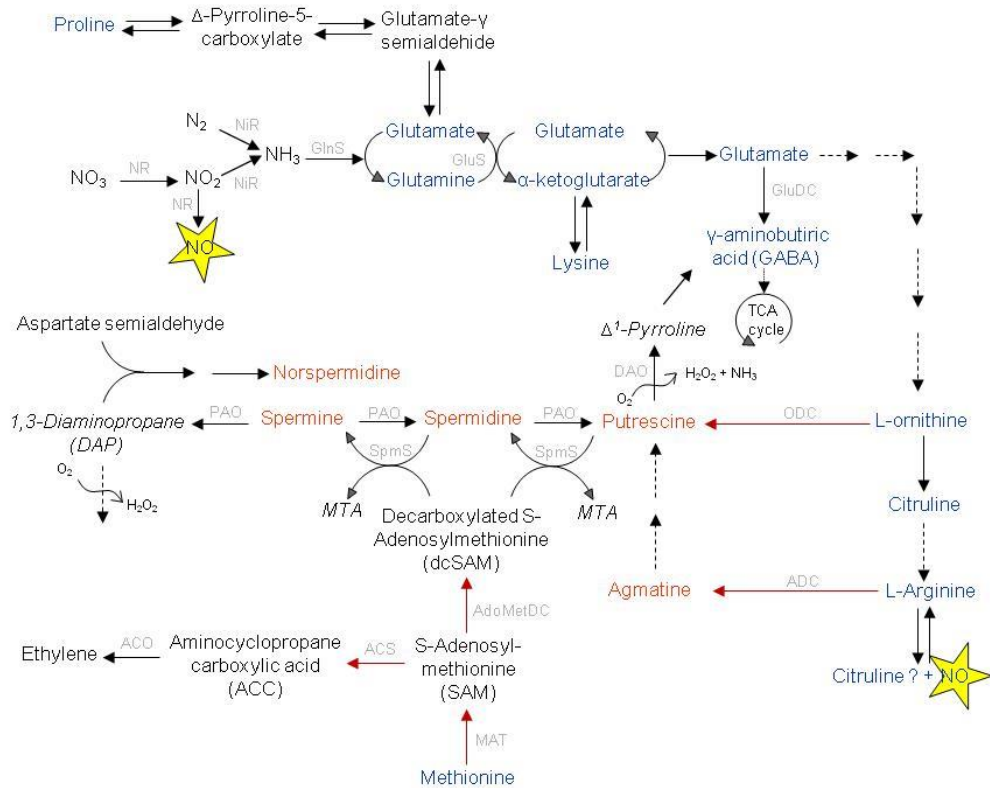 Proline
Δ-Pyrroline-5-
carboxylate
Glutamate-γ
semialdehide
N2
NiR
NH3
GlnS
Glutamate
Glutamine
GluS
Glutamate
α-ketoglutarate
Glutamate
NO3
NR
NO2
NiR
NR
NO
GluDC
Lysine
γ-aminobutiric
acid (GABA)
TCA
cycle
Aspartate semialdehyde
Δ1-Pyrroline
DAO
O2
H2O2 + NH3
Norspermidine
1,3-Diaminopropane
(DAP)
PAO
Spermine
PAO
Spermidine
PAO
Putrescine
ODC
L-ornithine
O2
H2O2
SpmS
SpmS
MTA
MTA
Decarboxylated S-
Adenosylmethionine
(dcSAM)
Citruline
Agmatine
ADC
L-Arginine
AdoMetDC
Ethylene
ACO
Aminocyclopropane
carboxylic acid
(ACC)
ACS
S-Adenosyl-
methionine
(SAM)
Citruline ? + NO
MAT
Methionine